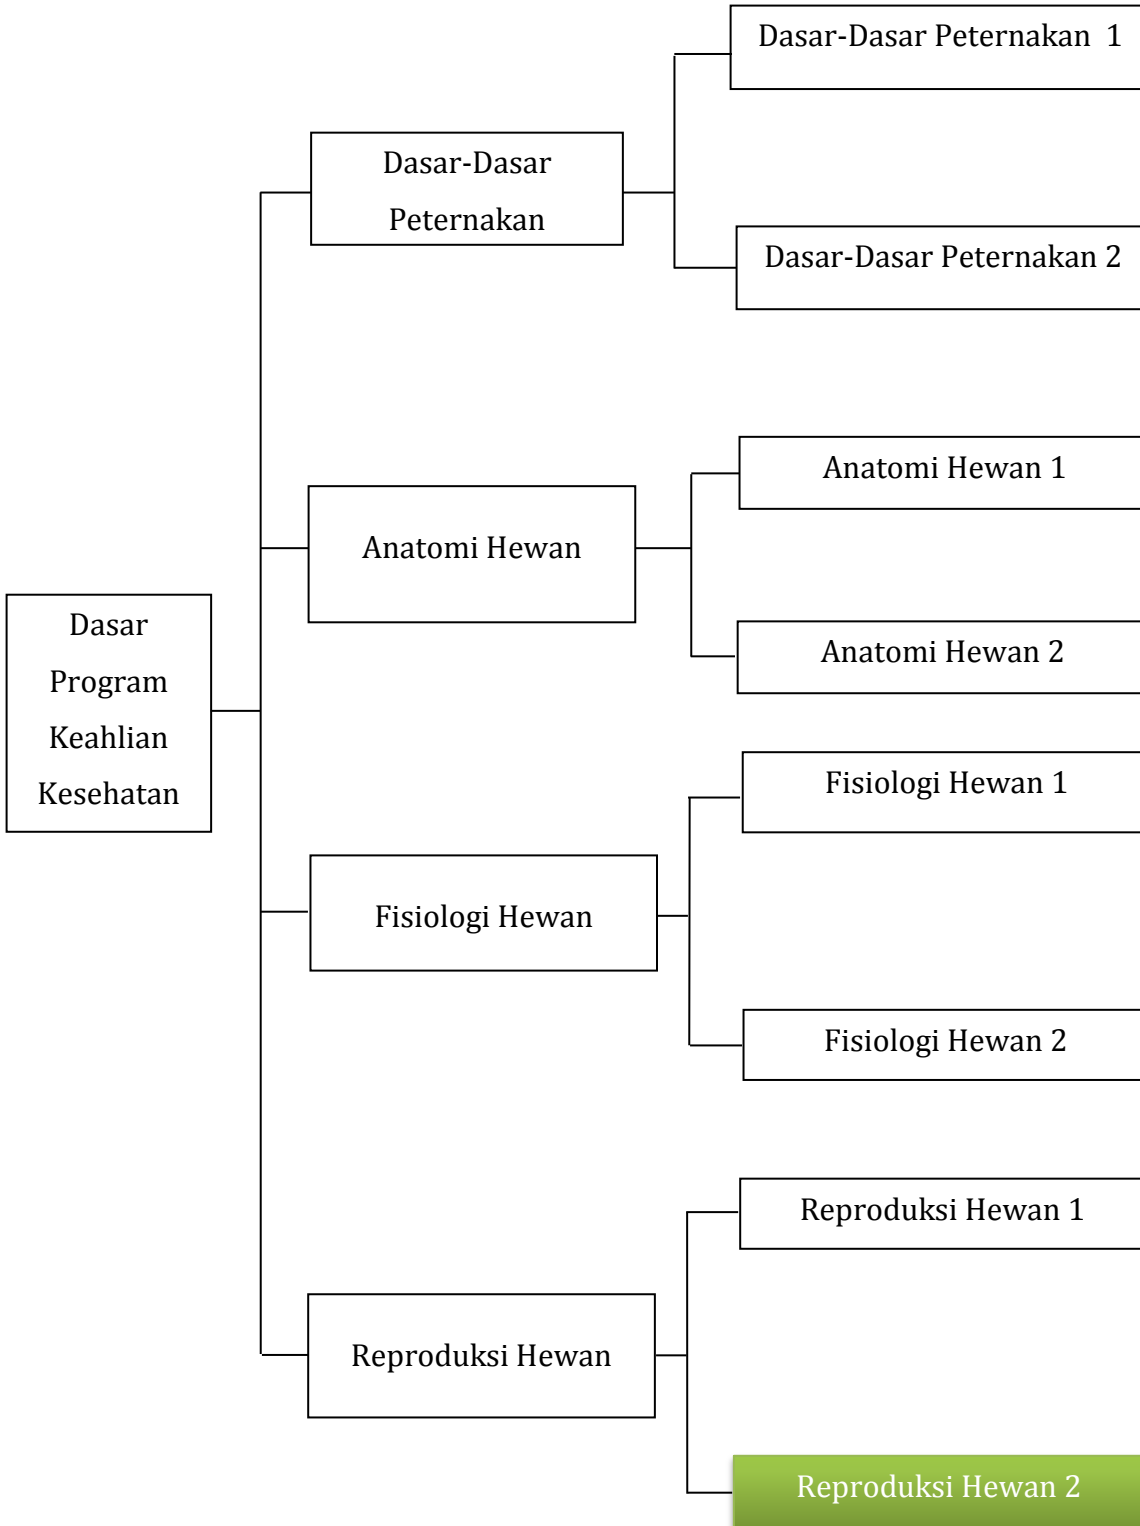 Dasar-Dasar Peternakan 1
Dasar-Dasar
Peternakan
Dasar-Dasar Peternakan 2
Anatomi Hewan 1
Anatomi Hewan
Anatomi Hewan 2
Dasar
Program
Keahlian
Kesehatan
Fisiologi Hewan 1
Fisiologi Hewan
Fisiologi Hewan 2
Reproduksi Hewan 1
Reproduksi Hewan
Reproduksi Hewan 2